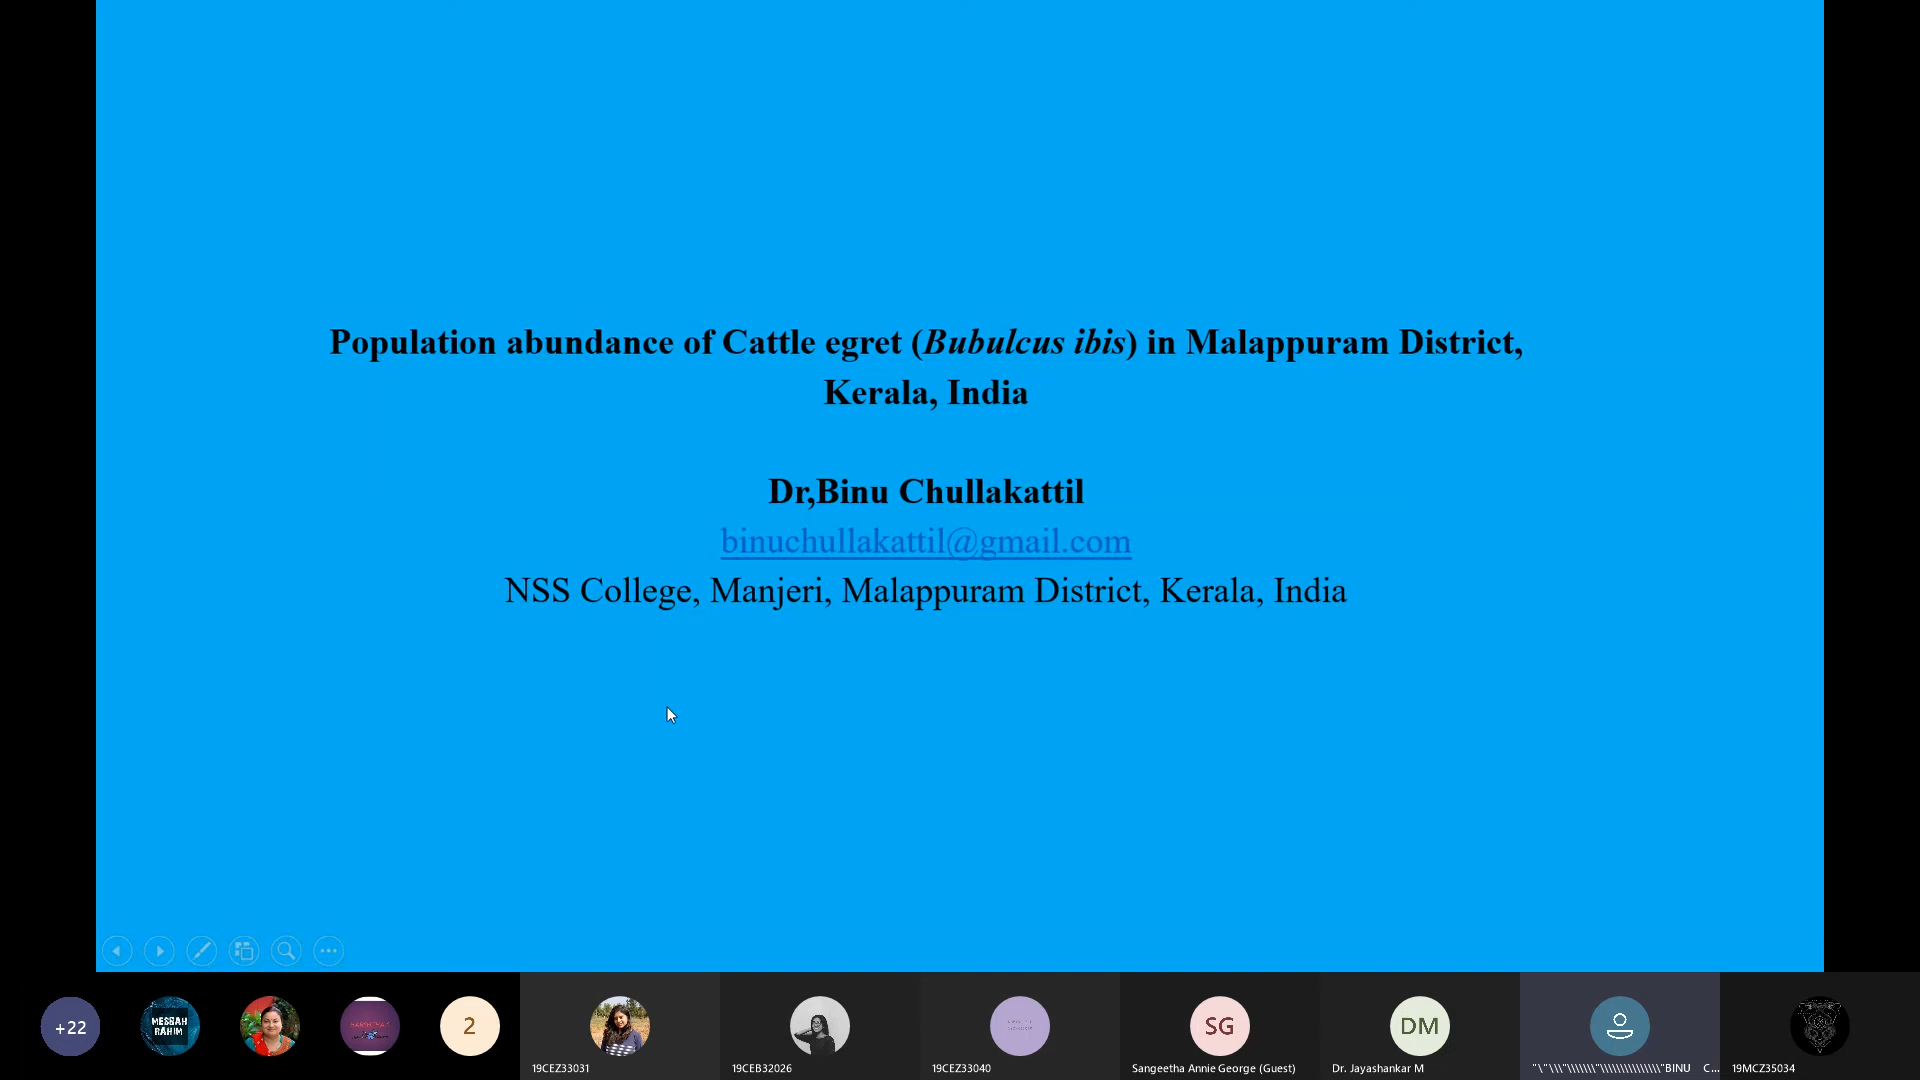 Population abundance of Cattle egret (Bubulcus ibis) in Malappuram District,
Kerala, India
Dr,Binu Chullakattil
binuchullakattil@gmail.com
NSS College, Manjeri, Malappuram District, Kerala, India
+22
MESBAH
RAHIM
2
SG
DM
19CEZ33031
19CEB32026
19CEZ33040
Sangeetha Annie George (Guest)
Dr. Jayashankar M
"\"\\\"\\\\\\\"\\\\\\\\\\\\\\\"BINU C...
19MCZ35034